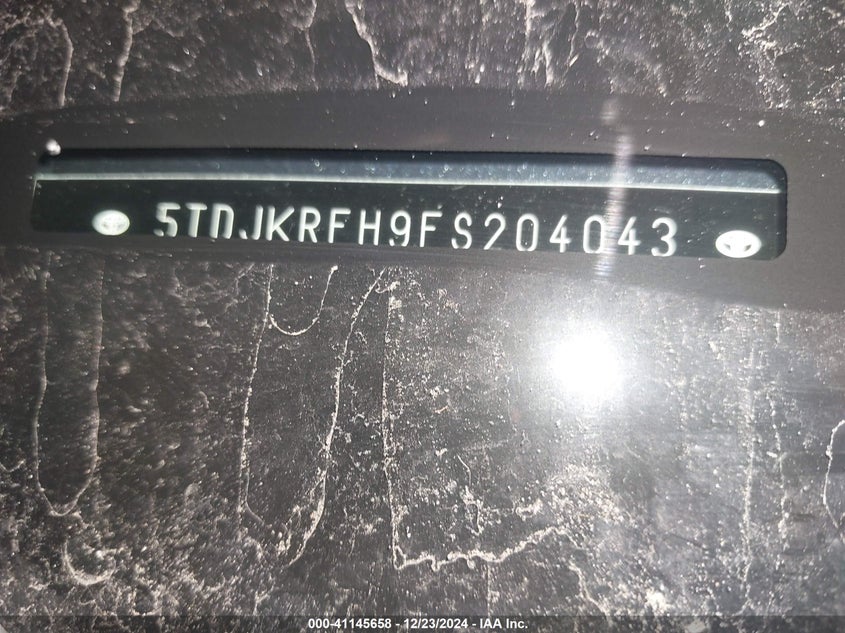 5TDJKRFH9FS204043
000-41145658 - 12/23/2024 - IAA Inc.